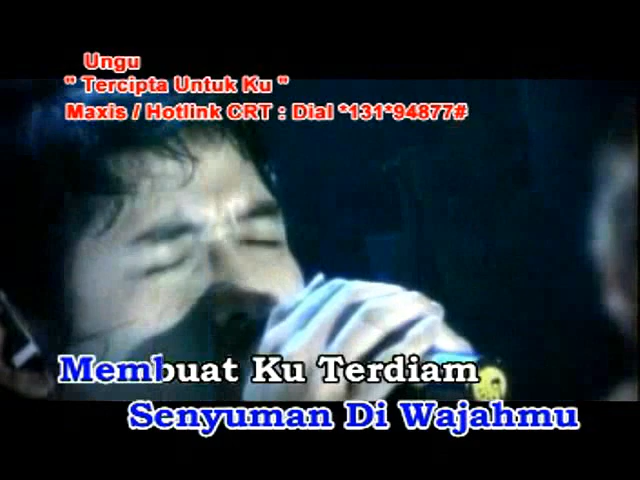 Ungu
" Tercipta Untuk Ku "
Maxis / Hotlink CRT : Dial *131*94877#
Membuat Ku Terdiam
Senyuman Di Wajahmu